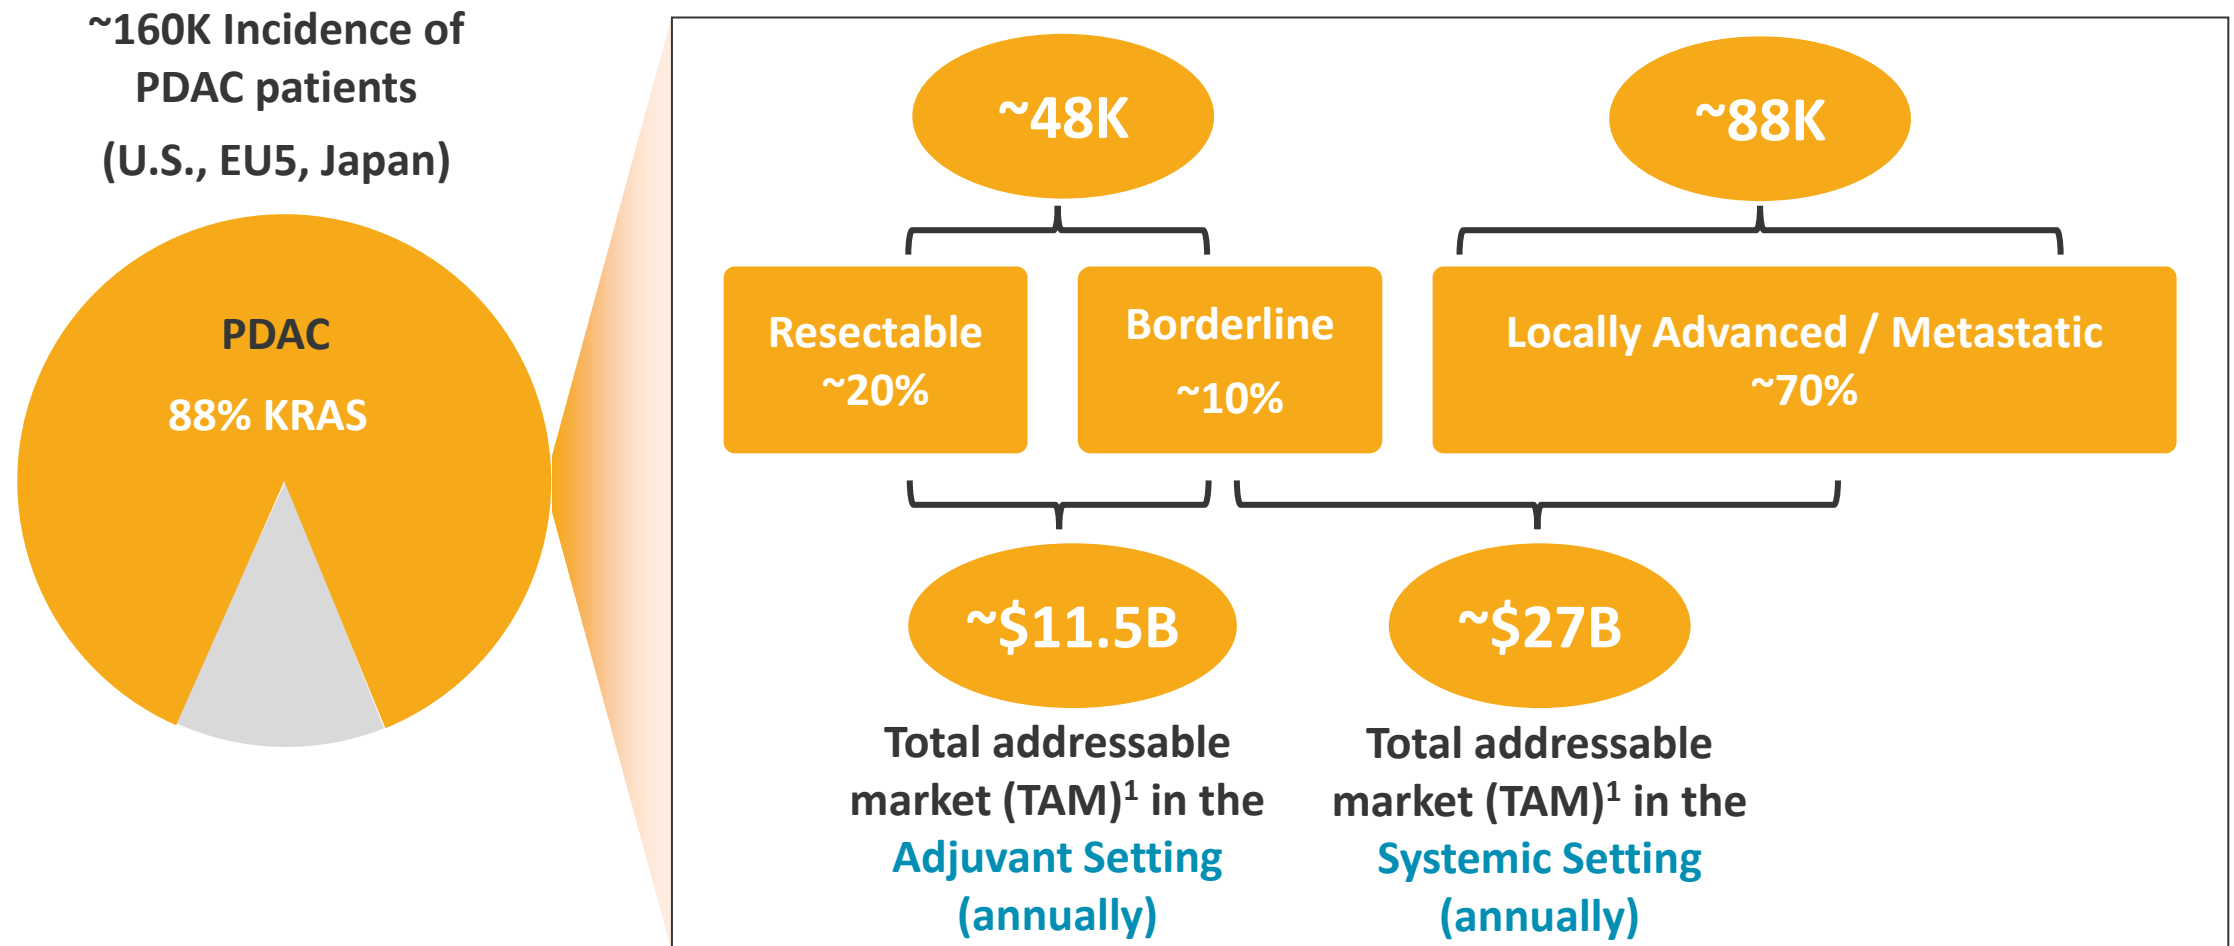 ~160K Incidence of
PDAC patients
(U.S., EU5, Japan)
PDAC
88% KRAS
~48K
~88K
Resectable
~20%
Borderline
~10%
Locally Advanced / Metastatic
~70%
~$11.5B
~$27B
Total addressable
market (TAM)¹ in the
Adjuvant Setting
(annually)
Total addressable
market (TAM)¹ in the
Systemic Setting
(annually)